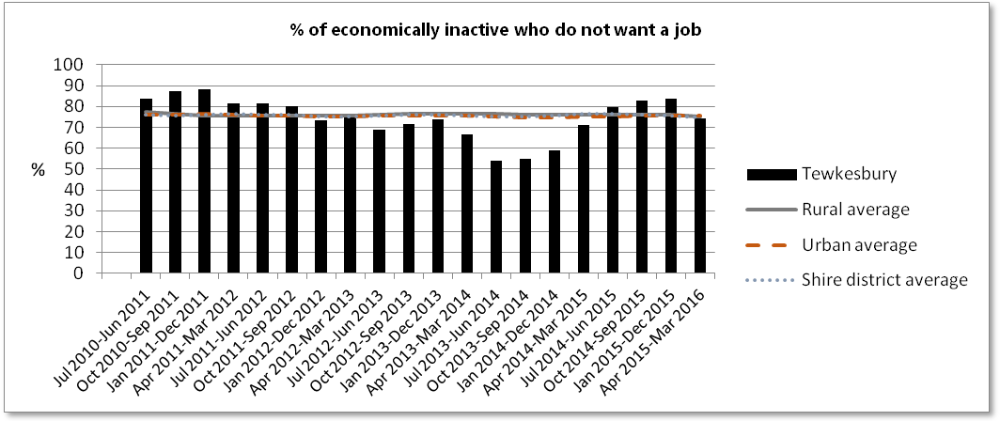 % of economically inactive who do not want a job
100
90
80
70
60
50
40
30
20
10
0
%
Jul 2010-Jun 2011
Oct 2010-Sep 2011
Jan 2011-Dec 2011
Apr 2011-Mar 2012
Jul 2011-Jun 2012
Oct 2011-Sep 2012
Jan 2012-Dec 2012
Apr 2012-Mar 2013
Jul 2012-Jun 2013
Oct 2012-Sep 2013
Jan 2013-Dec 2013
Apr 2013-Mar 2014
Jul 2013-Jun 2014
Oct 2013-Sep 2014
Jan 2014-Dec 2014
Apr 2014-Mar 2015
Jul 2014-Jun 2015
Oct 2014-Sep 2015
Jan 2015-Dec 2015
Apr 2015-Mar 2016
Tewkesbury
Rural average
Urban average
Shire district average